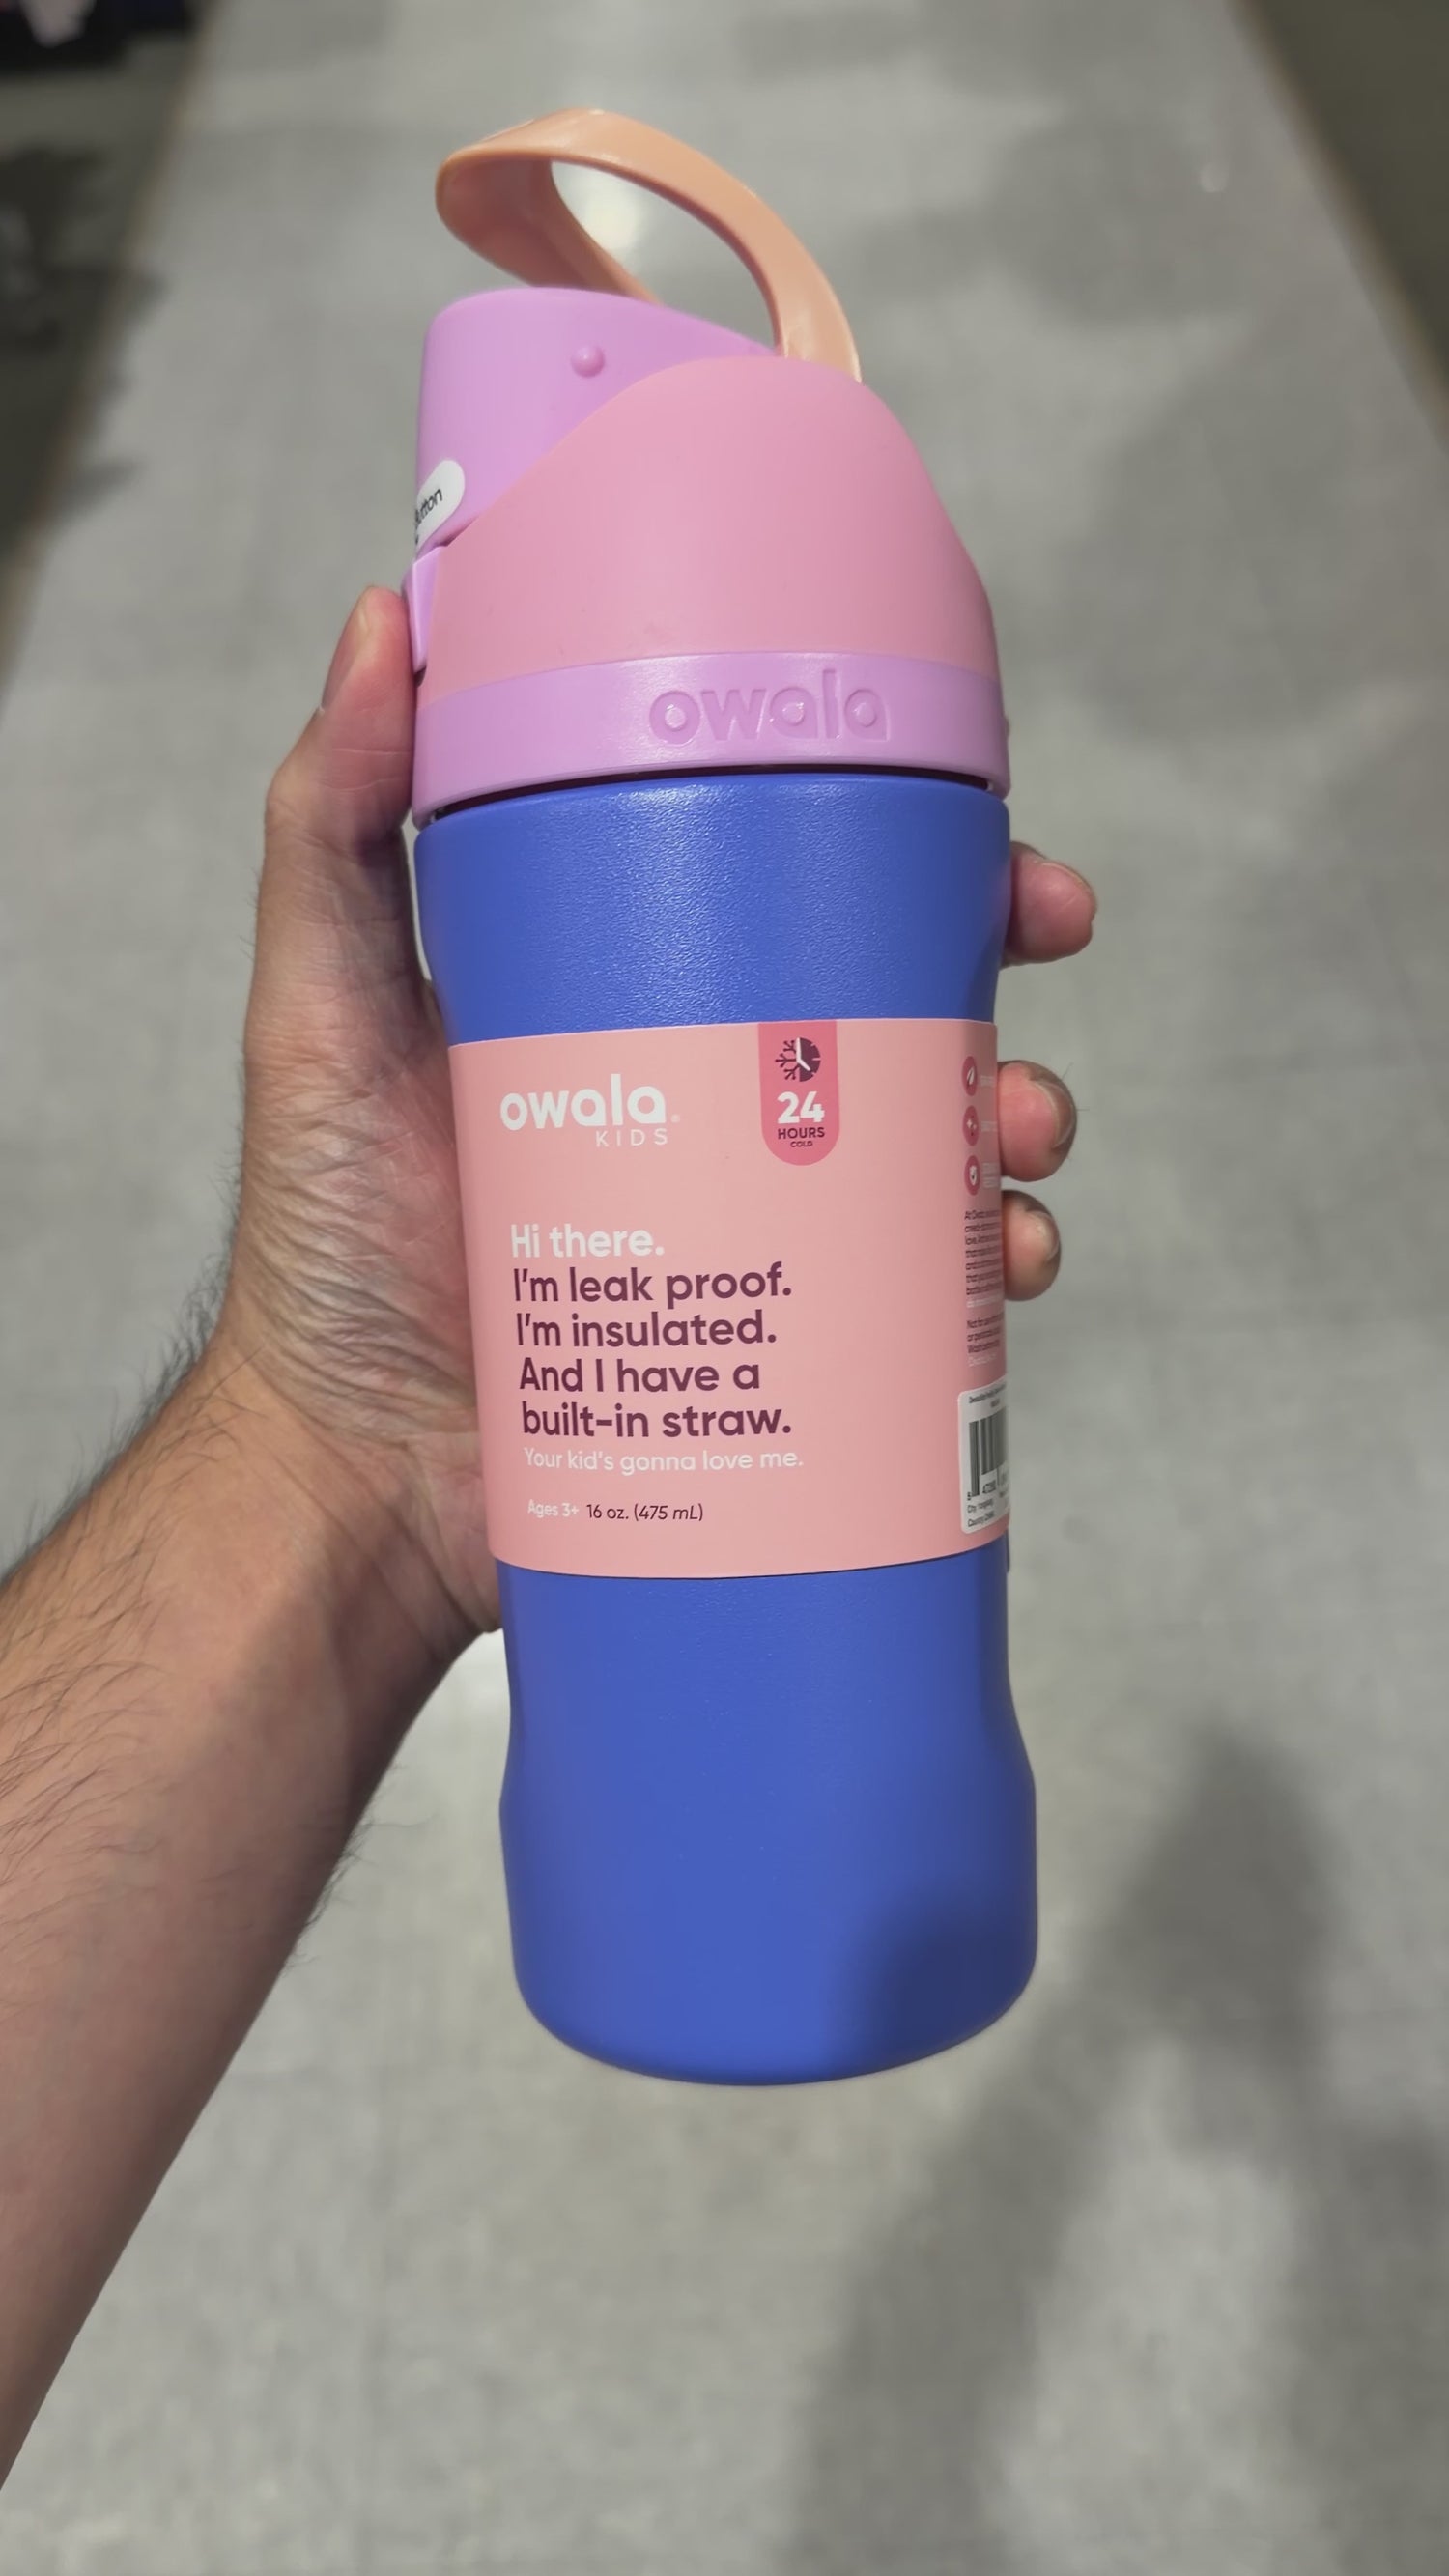 Button
owala
owala
KIDS
24
HOURS
COLD
Hi there.
I'm leak proof.
I'm insulated.
And I have a
built-in straw.
Your kid's gonna love me.
Ages 3+ 16 oz. (475 mL)